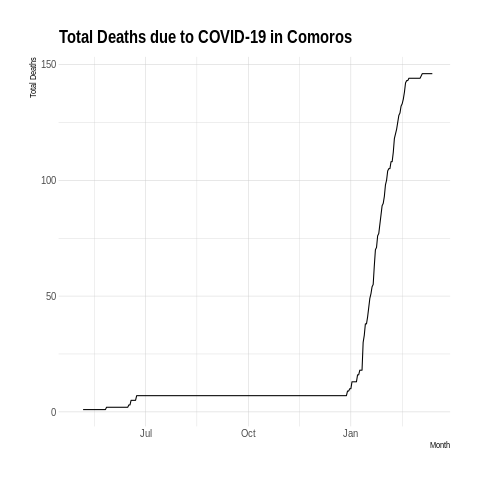 Total Deaths due to COVID-19 in Comoros
Total Deaths
150
100
50
0
Jul Oct Jan
Month